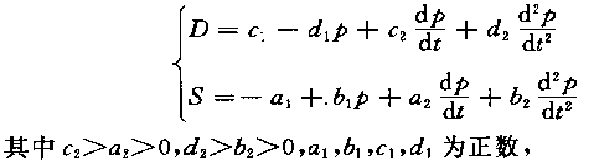 D = c₁ − d₁p + c₂ dp/dt + d₂ d²p/dt²
S = − a₁ + b₁p + a₂ dp/dt + b₂ d²p/dt²
其中 c₂>a₂>0,d₂>b₂>0,a₁,b₁,c₁,d₁ 为正数,